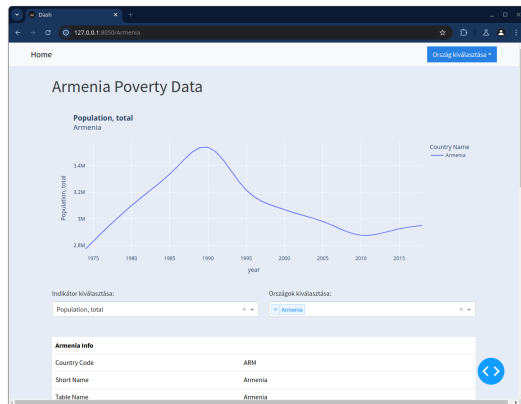 Dash
127.0.0.1:8050/Armenia
Home
Ország kiválasztása
Armenia Poverty Data
Population, total
Armenia
Country Name
Armenia
3.4M
3.2M
3M
2.8M
Population, total
1975 1980 1985 1990 1995 2000 2005 2010 2015
year
Indikátor kiválasztása: Országok kiválasztása:
Population, total × Armenia
Armenia Info
Country Code ARM
Short Name Armenia
Table Name Armenia